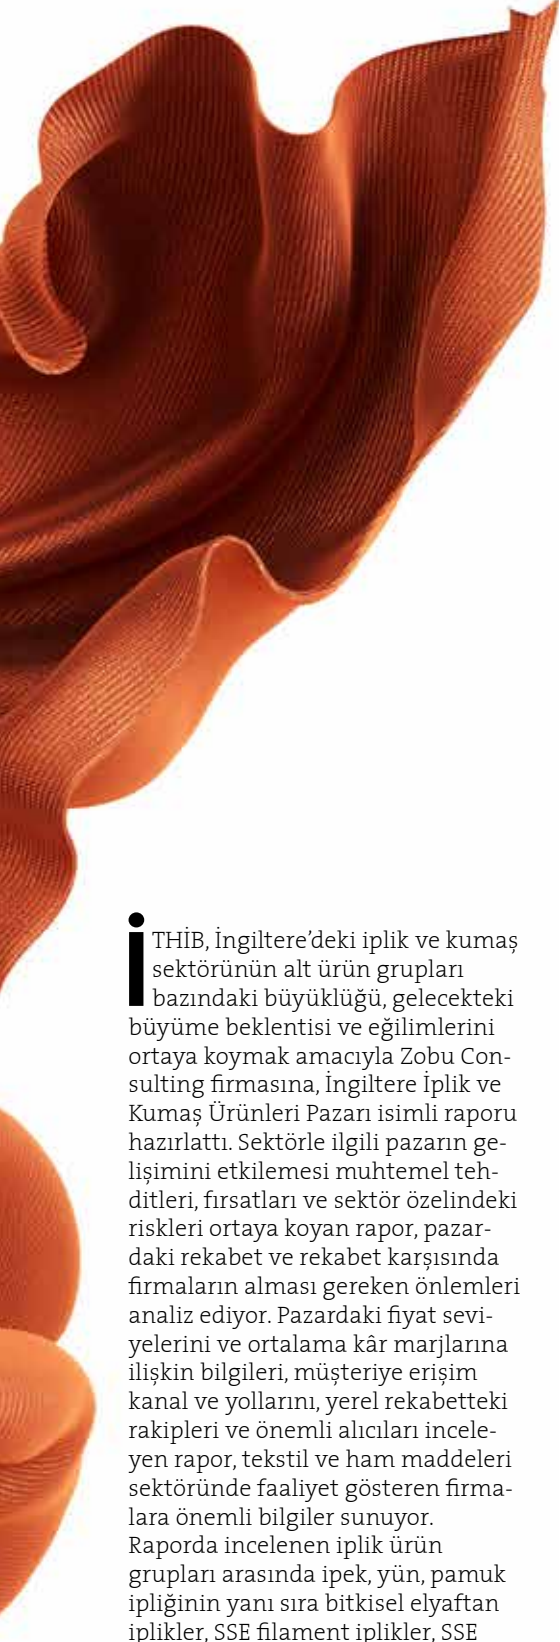 İTHİB, İngiltere’deki iplik ve kumaş
sektörünün alt ürün grupları
bazındaki büyüklüğü, gelecekteki
büyüme beklentisi ve eğilimlerini
ortaya koymak amacıyla Zobu Con-
sulting firmasına, İngiltere İplik ve
Kumaş Ürünleri Pazarı isimli raporu
hazırlattı. Sektörle ilgili pazarın ge-
lişimini etkilemesi muhtemel teh-
ditleri, fırsatları ve sektör özelindeki
riskleri ortaya koyan rapor, pazar-
daki rekabet ve rekabet karşısında
firmaların alması gereken önlemleri
analiz ediyor. Pazardaki fiyat sevi-
yelerini ve ortalama kâr marjlarına
ilişkin bilgileri, müşteriye erişim
kanal ve yollarını, yerel rekabetteki
rakipleri ve önemli alıcıları incele-
yen rapor, tekstil ve ham maddeleri
sektöründe faaliyet gösteren firma-
lara önemli bilgiler sunuyor.
Raporda incelenen iplik ürün
grupları arasında ipek, yün, pamuk
ipliğinin yanı sıra bitkisel elyaftan
iplikler, SSE filament iplikler, SSE